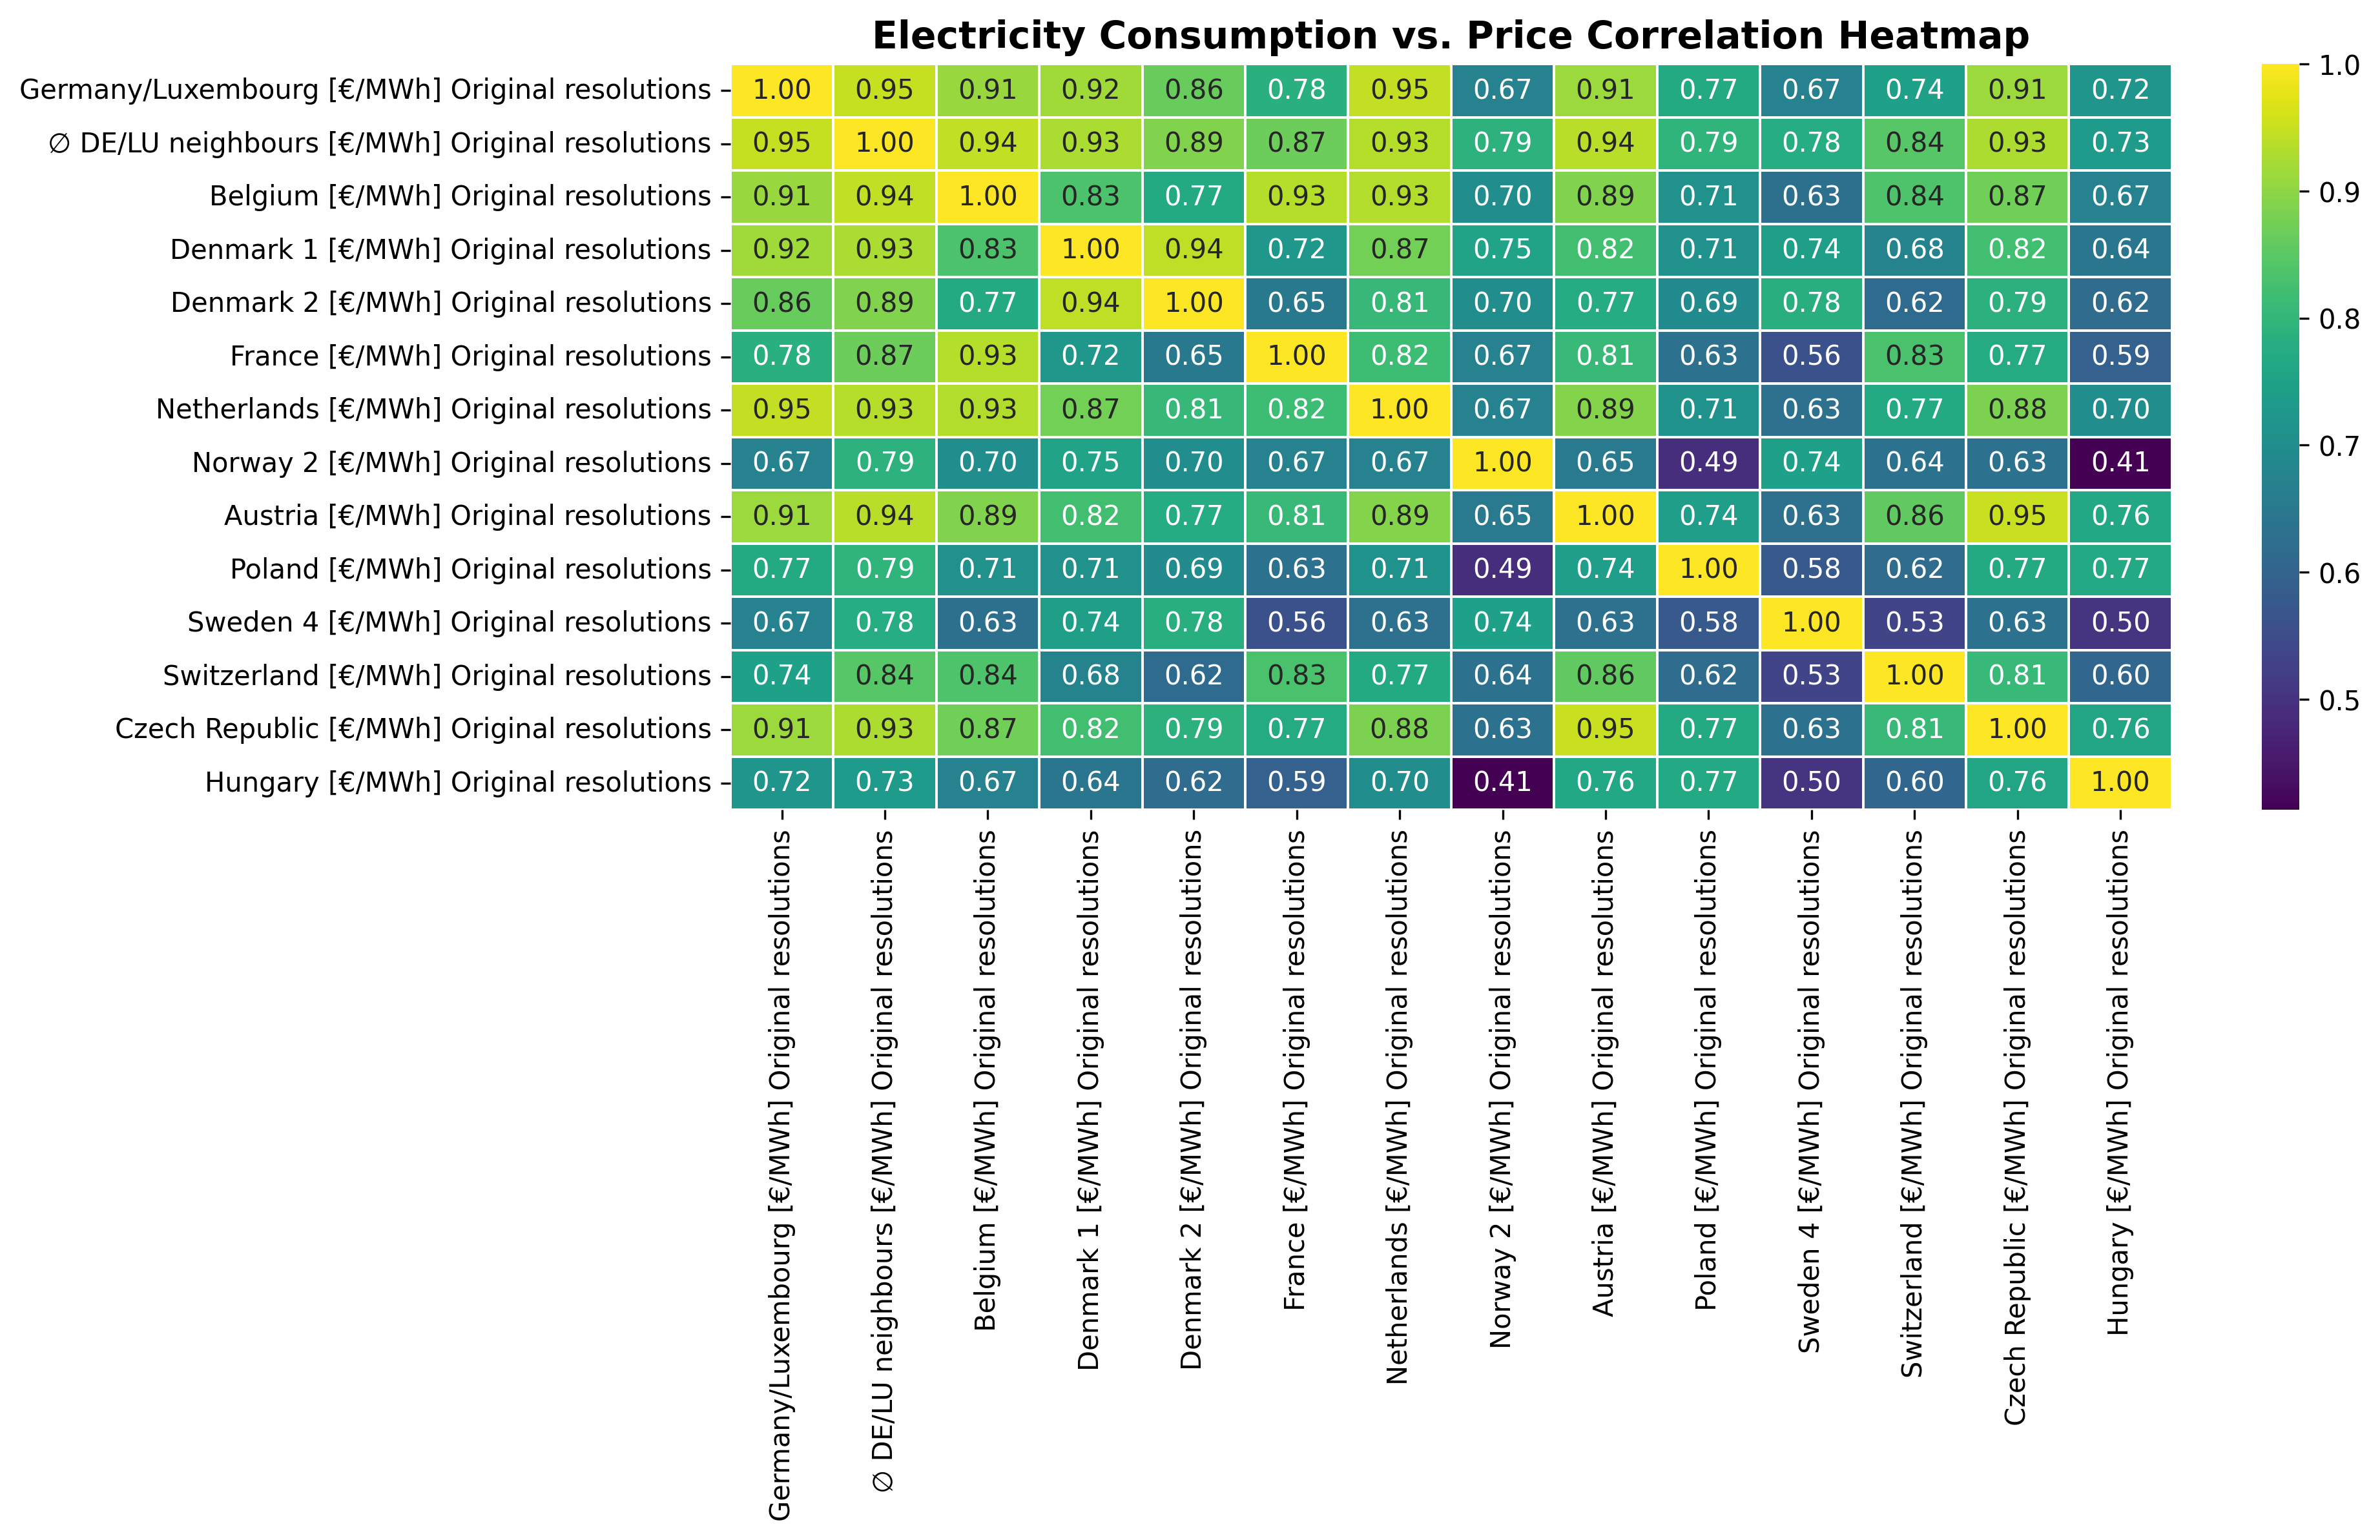 Electricity Consumption vs. Price Correlation Heatmap
Germany/Luxembourg [€/MWh] Original resolutions 1.00 0.95 0.91 0.92 0.86 0.78 0.95 0.67 0.91 0.77 0.67 0.74 0.91 0.72
∅ DE/LU neighbours [€/MWh] Original resolutions 0.95 1.00 0.94 0.93 0.89 0.87 0.93 0.79 0.94 0.79 0.78 0.84 0.93 0.73
Belgium [€/MWh] Original resolutions 0.91 0.94 1.00 0.83 0.77 0.93 0.93 0.70 0.89 0.71 0.63 0.84 0.87 0.67
Denmark 1 [€/MWh] Original resolutions 0.92 0.93 0.83 1.00 0.94 0.72 0.87 0.75 0.82 0.71 0.74 0.68 0.82 0.64
Denmark 2 [€/MWh] Original resolutions 0.86 0.89 0.77 0.94 1.00 0.65 0.81 0.70 0.77 0.69 0.78 0.62 0.79 0.62
France [€/MWh] Original resolutions 0.78 0.87 0.93 0.72 0.65 1.00 0.82 0.67 0.81 0.63 0.56 0.83 0.77 0.59
Netherlands [€/MWh] Original resolutions 0.95 0.93 0.93 0.87 0.81 0.82 1.00 0.67 0.89 0.71 0.63 0.77 0.88 0.70
Norway 2 [€/MWh] Original resolutions 0.67 0.79 0.70 0.75 0.70 0.67 0.67 1.00 0.65 0.49 0.74 0.64 0.63 0.41
Austria [€/MWh] Original resolutions 0.91 0.94 0.89 0.82 0.77 0.81 0.89 0.65 1.00 0.74 0.63 0.86 0.95 0.76
Poland [€/MWh] Original resolutions 0.77 0.79 0.71 0.71 0.69 0.63 0.71 0.49 0.74 1.00 0.58 0.62 0.77 0.77
Sweden 4 [€/MWh] Original resolutions 0.67 0.78 0.63 0.74 0.78 0.56 0.63 0.74 0.63 0.58 1.00 0.53 0.63 0.50
Switzerland [€/MWh] Original resolutions 0.74 0.84 0.84 0.68 0.62 0.83 0.77 0.64 0.86 0.62 0.53 1.00 0.81 0.60
Czech Republic [€/MWh] Original resolutions 0.91 0.93 0.87 0.82 0.79 0.77 0.88 0.63 0.95 0.77 0.63 0.81 1.00 0.76
Hungary [€/MWh] Original resolutions 0.72 0.73 0.67 0.64 0.62 0.59 0.70 0.41 0.76 0.77 0.50 0.60 0.76 1.00
Germany/Luxembourg [€/MWh] Original resolutions
∅ DE/LU neighbours [€/MWh] Original resolutions
Belgium [€/MWh] Original resolutions
Denmark 1 [€/MWh] Original resolutions
Denmark 2 [€/MWh] Original resolutions
France [€/MWh] Original resolutions
Netherlands [€/MWh] Original resolutions
Norway 2 [€/MWh] Original resolutions
Austria [€/MWh] Original resolutions
Poland [€/MWh] Original resolutions
Sweden 4 [€/MWh] Original resolutions
Switzerland [€/MWh] Original resolutions
Czech Republic [€/MWh] Original resolutions
Hungary [€/MWh] Original resolutions
1.0
0.9
0.8
0.7
0.6
0.5